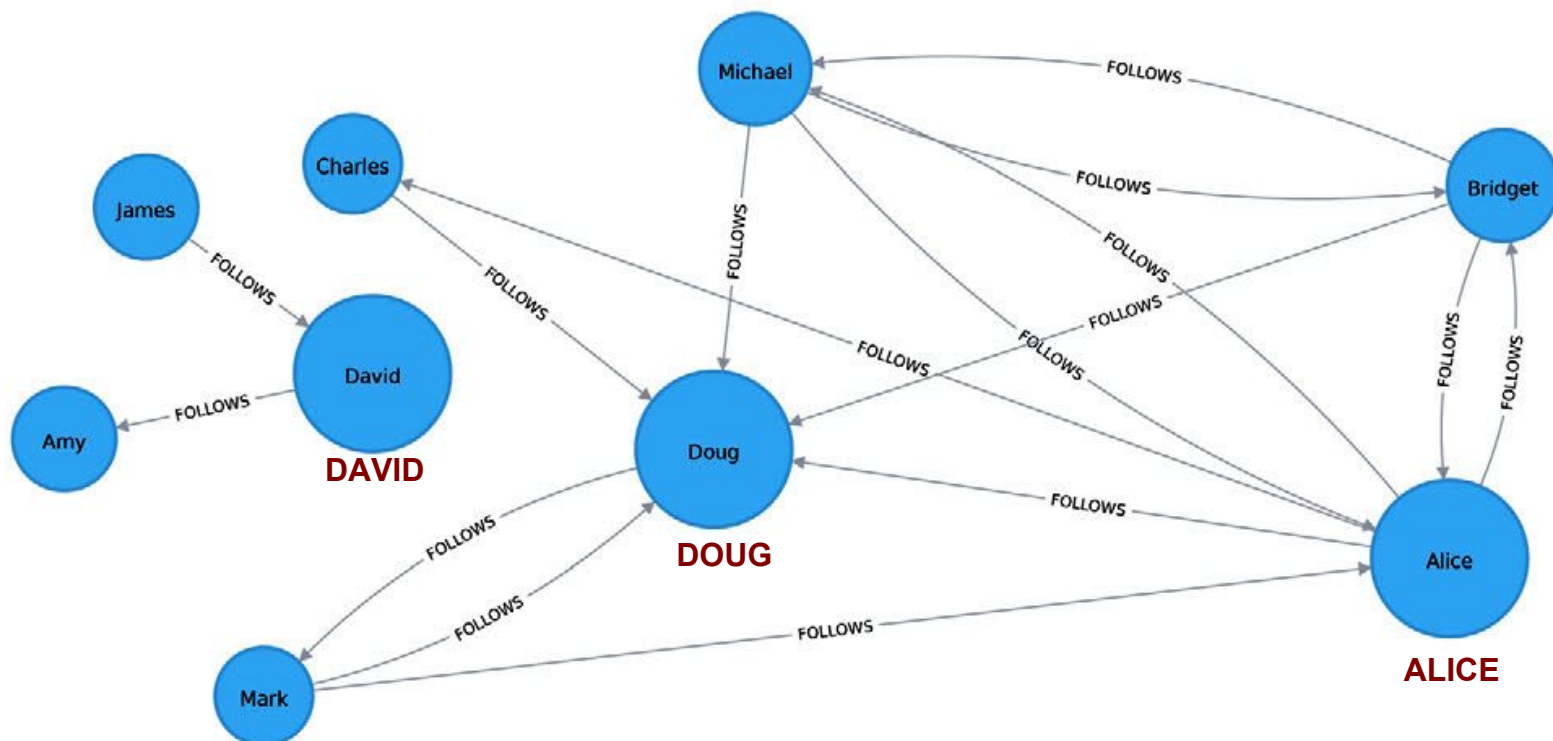 Michael
FOLLOWS
Charles
James
FOLLOWS
Bridget
FOLLOWS
FOLLOWS
FOLLOWS
FOLLOWS
FOLLOWS
FOLLOWS
FOLLOWS
FOLLOWS
FOLLOWS
FOLLOWS
David
FOLLOWS
Amy
DAVID
Doug
FOLLOWS
FOLLOWS
DOUG
Alice
FOLLOWS
FOLLOWS
ALICE
Mark